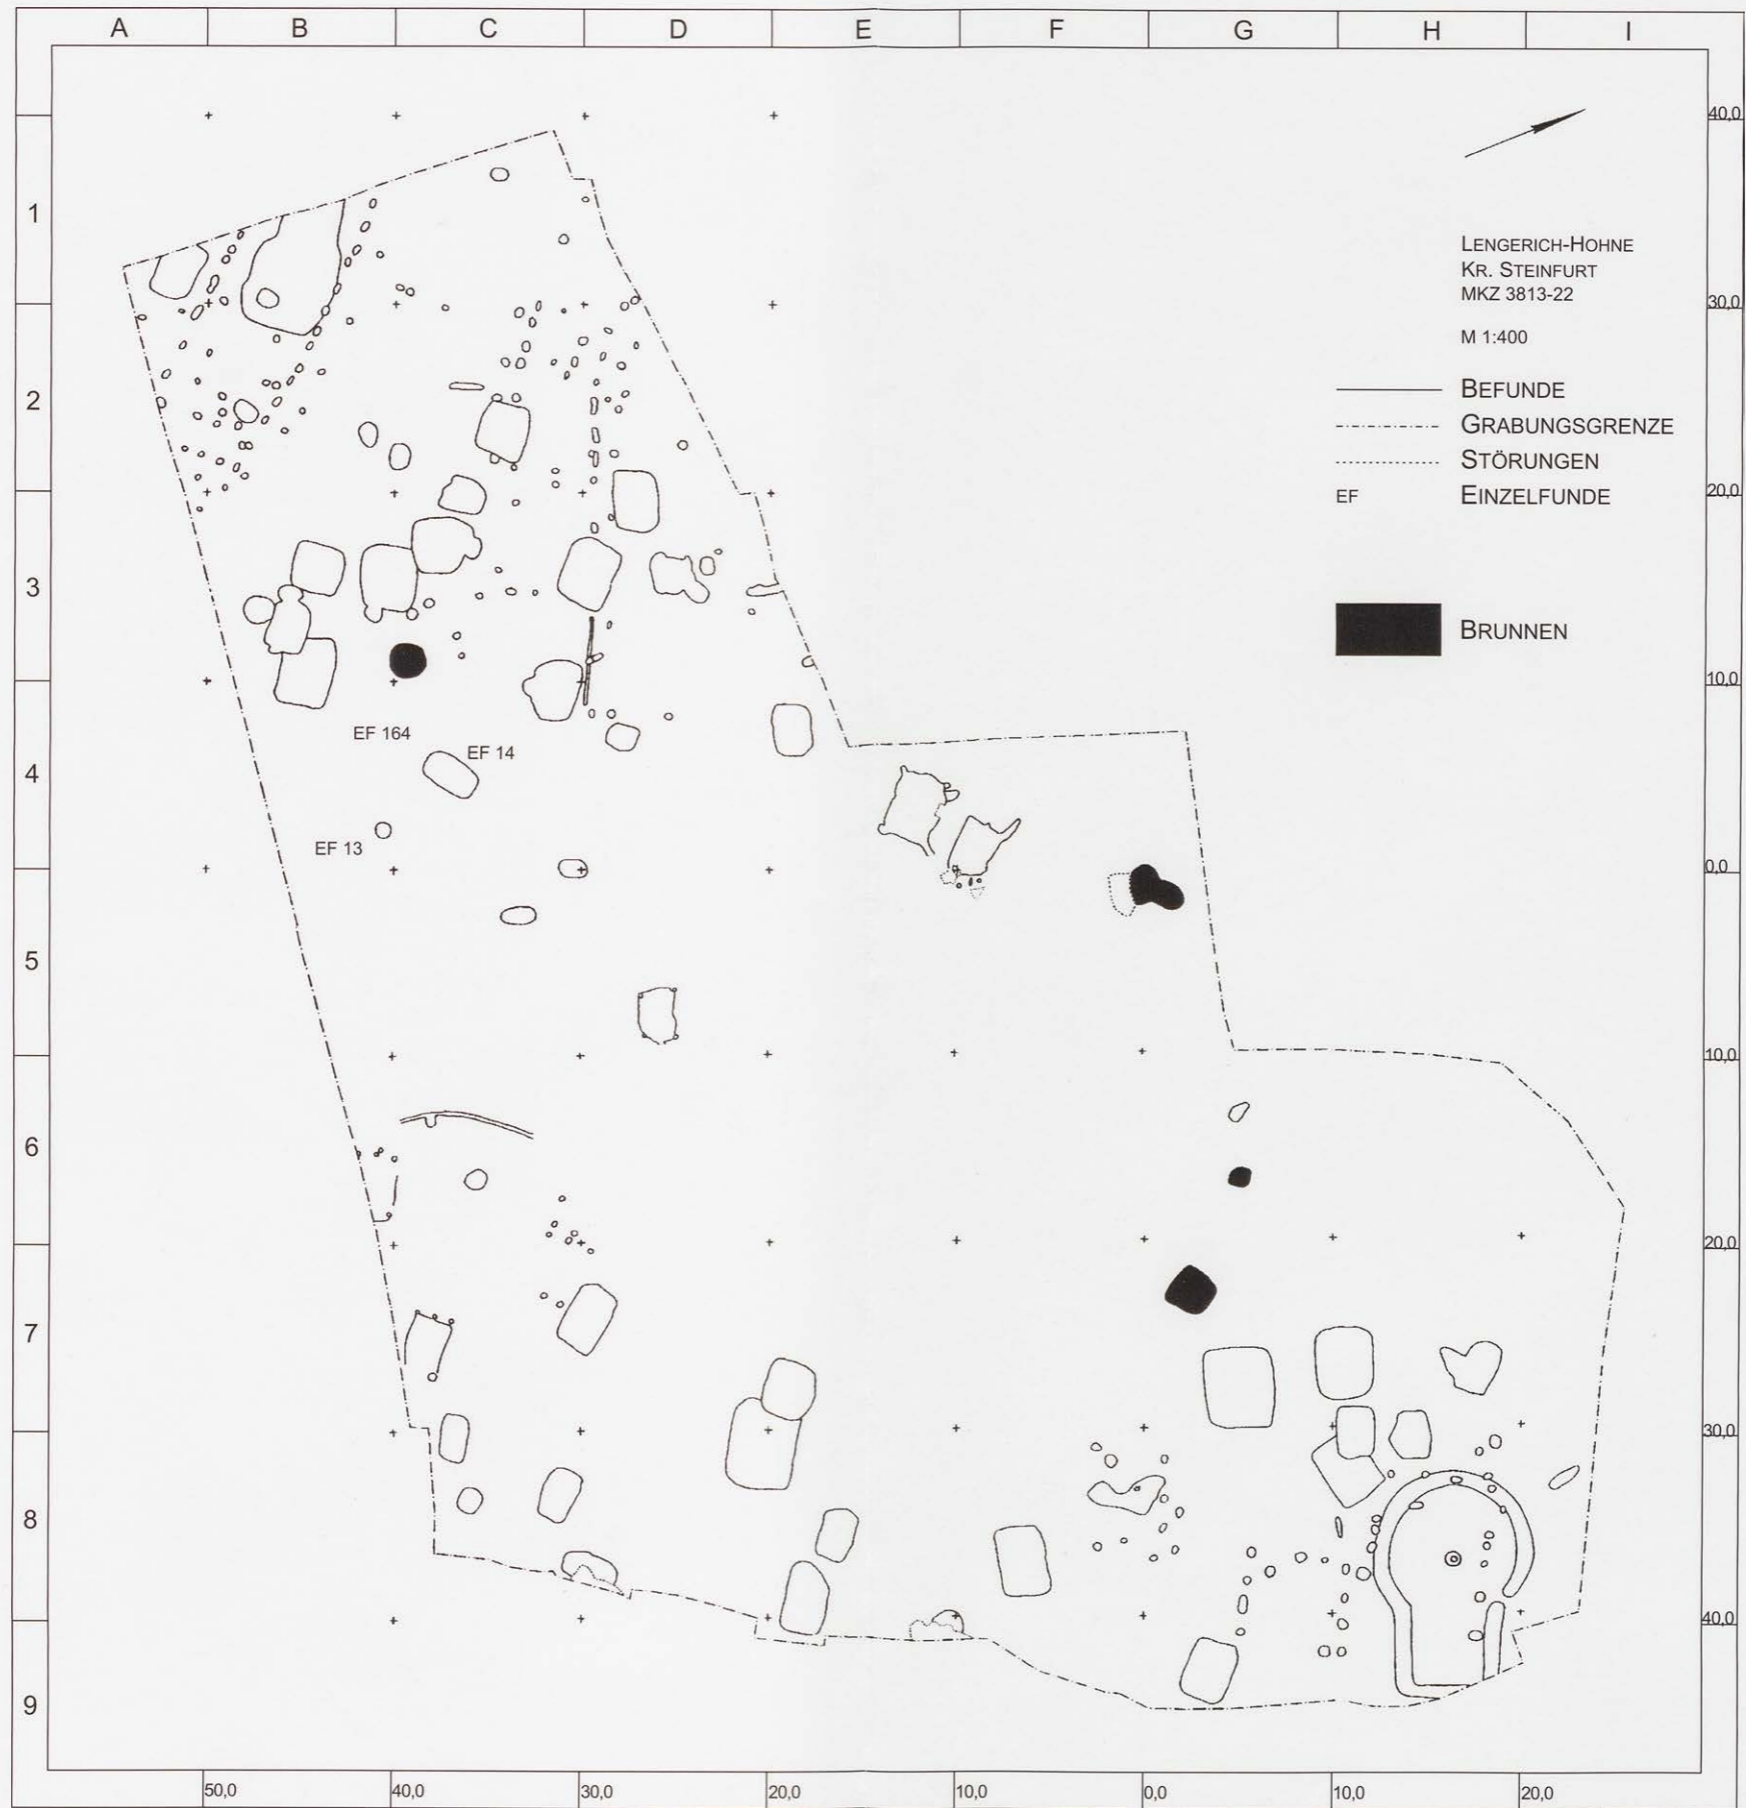 A B C D E F G H I
40,0
1
LENGERICH-HOHNE
KR. STEINFURT
MKZ 3813-22
30,0
M 1:400
BEFUNDE
2
GRABUNGSGRENZE
STÖRUNGEN
EF EINZELFUNDE
20,0
3
BRUNNEN
10,0
EF 164
EF 14
4
EF 13
0,0
5
10,0
6
20,0
7
30,0
8
40,0
9
50,0 40,0 30,0 20,0 10,0 0,0 10,0 20,0